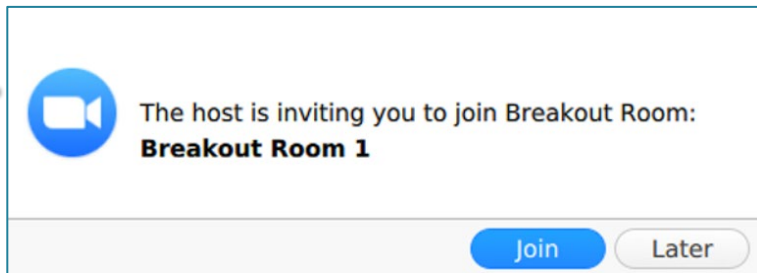 The host is inviting you to join Breakout Room:
Breakout Room 1
Join
Later